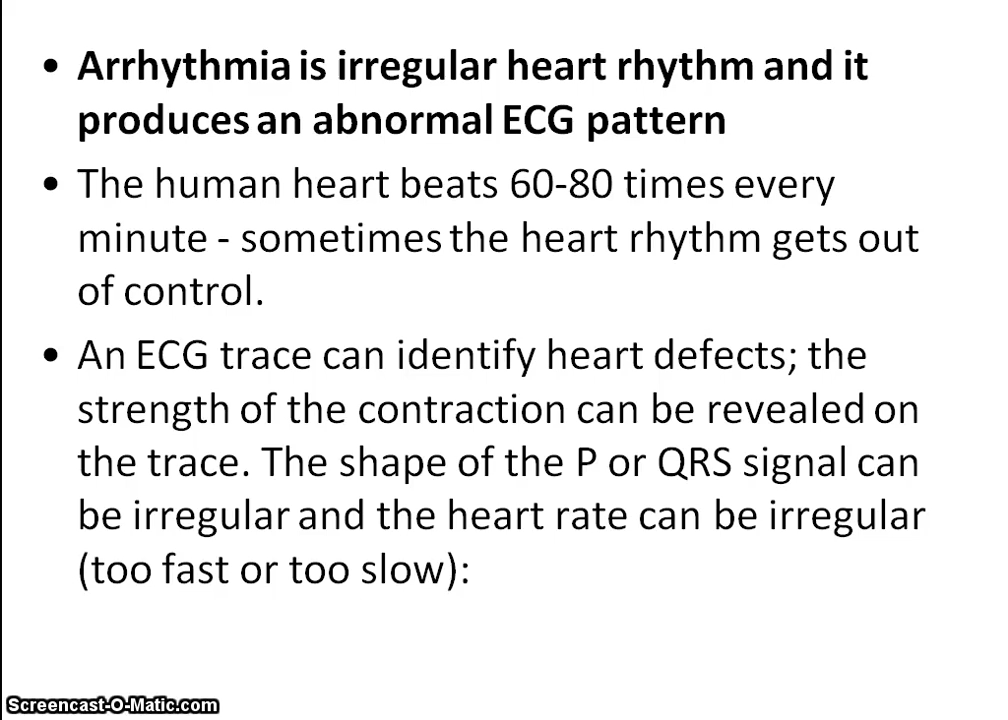 • Arrhythmia is irregular heart rhythm and it
produces an abnormal ECG pattern
• The human heart beats 60-80 times every
minute - sometimes the heart rhythm gets out
of control.
• An ECG trace can identify heart defects; the
strength of the contraction can be revealed on
the trace. The shape of the P or QRS signal can
be irregular and the heart rate can be irregular
(too fast or too slow):
Screencast-O-Matic.com